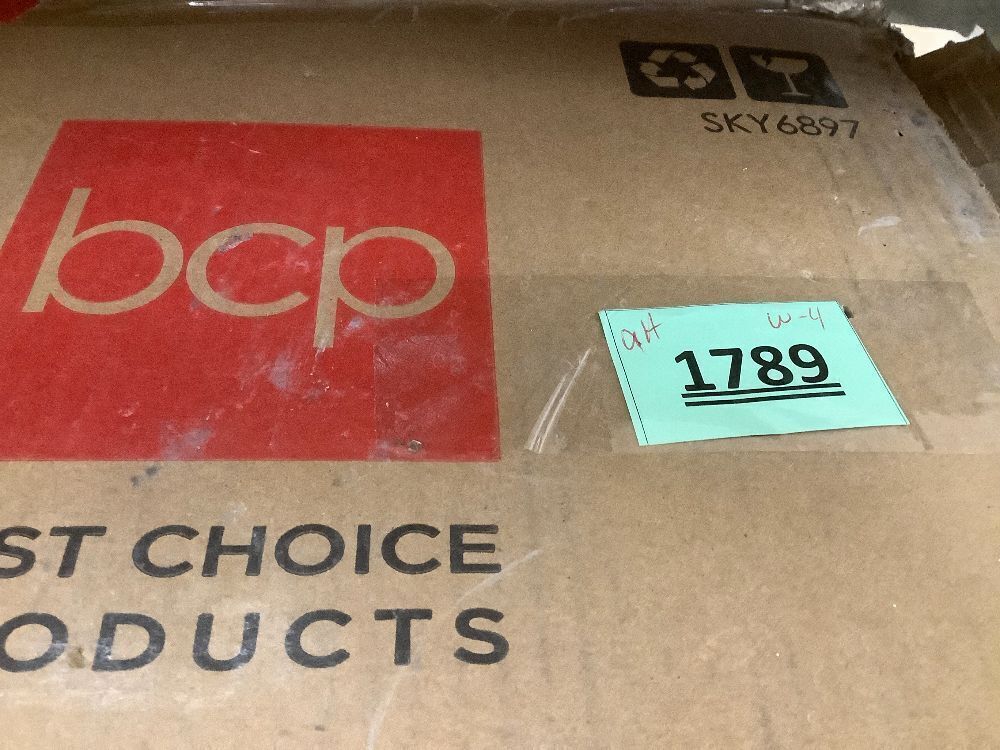 SKY6897
bcp
aH w-4
1789
ST CHOICE
ODUCTS